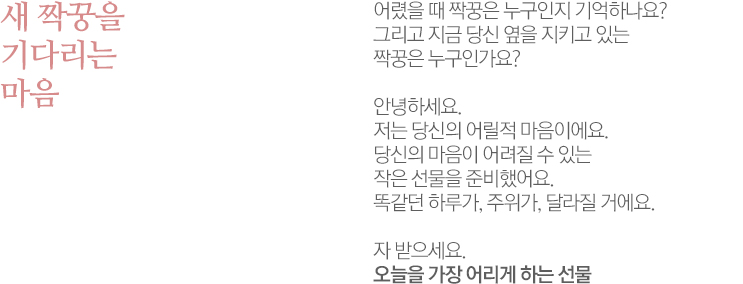 새 짝꿍을
기다리는
마음
어렸을 때 짝꿍은 누구인지 기억하나요?
그리고 지금 당신 옆을 지키고 있는
짝꿍은 누구인가요?
안녕하세요.
저는 당신의 어릴적 마음이에요.
당신의 마음이 어려질 수 있는
작은 선물을 준비했어요.
똑같던 하루가, 주위가, 달라질 거에요.
자 받으세요.
오늘을 가장 어리게 하는 선물